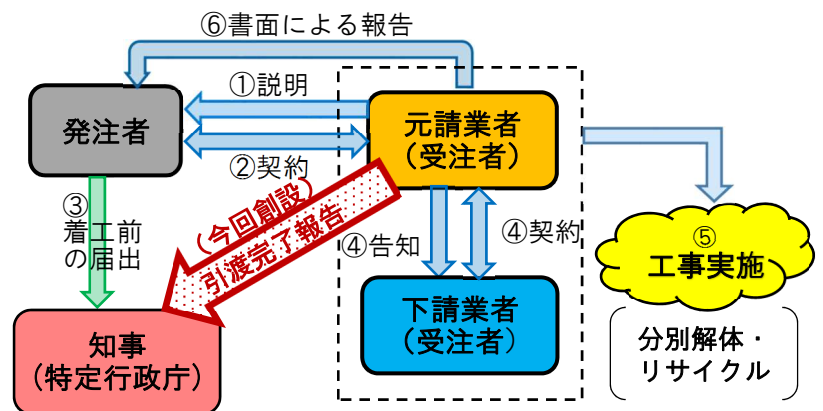 ⑥書面による報告
①説明
発注者
元請業者
（受注者）
②契約
（今回創設）
引渡完了報告
③
着工前
の届出
④告知
④契約
⑤
工事実施
下請業者
（受注者）
知事
（特定行政庁）
分別解体・
リサイクル